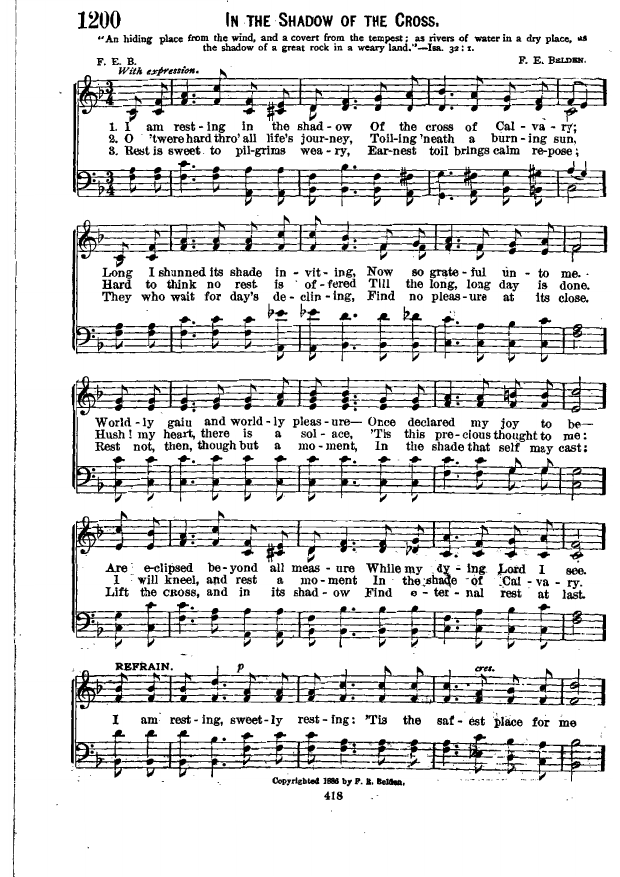 1200
IN THE SHADOW OF THE CROSS.
"An hiding place from the wind, and a covert from the tempest; as rivers of water in a dry place, as
the shadow of a great rock in a weary land."—Isa. 32:1.
F. E. B.
F. E. BELDEN.
With expression.
1. I am rest-ing in the shad-ow Of the cross of Cal-va-ry;
2. O 'twere hard thro' all life's jour-ney, Toil-ing 'neath a burn-ing sun,
3. Rest is sweet to pil-grims wea-ry, Ear-nest toil brings calm re-pose;
Long I shunned its shade in-vit-ing, Now so grate-ful un-to me.
Hard to think no rest is of-fered Till the long, long day is done.
They who wait for day's de-clin-ing, Find no pleas-ure at its close.
World-ly gain and world-ly pleas-ure— Once declared my joy to be—
Hush! my heart, there is a sol-ace, 'Tis this pre-cious thought to me:
Rest not, then, though but a mo-ment, In the shade that self may cast;
Are e-clipsed be-yond all meas-ure While my dy-ing Lord I see.
I will kneel, and rest a mo-ment In the shade of Cal-va-ry.
Lift the CROSS, and in its shad-ow Find e-ter-nal rest at last.
REFRAIN.
p
cres.
I am rest-ing, sweet-ly rest-ing: 'Tis the saf-est place for me
Copyrighted 1886 by F. E. Belden.
418